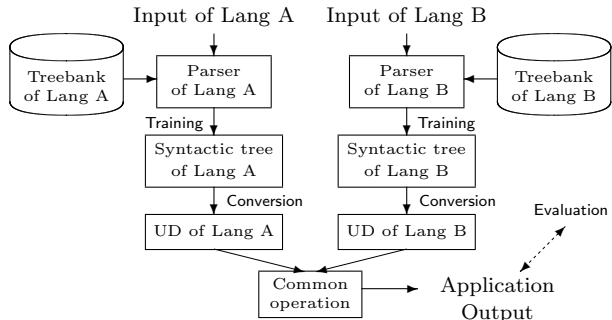 Input of Lang A
Input of Lang B
Treebank
of Lang A
Parser
of Lang A
Parser
of Lang B
Treebank
of Lang B
Training
Training
Syntactic tree
of Lang A
Syntactic tree
of Lang B
Conversion
Conversion
UD of Lang A
UD of Lang B
Evaluation
Common
operation
Application
Output